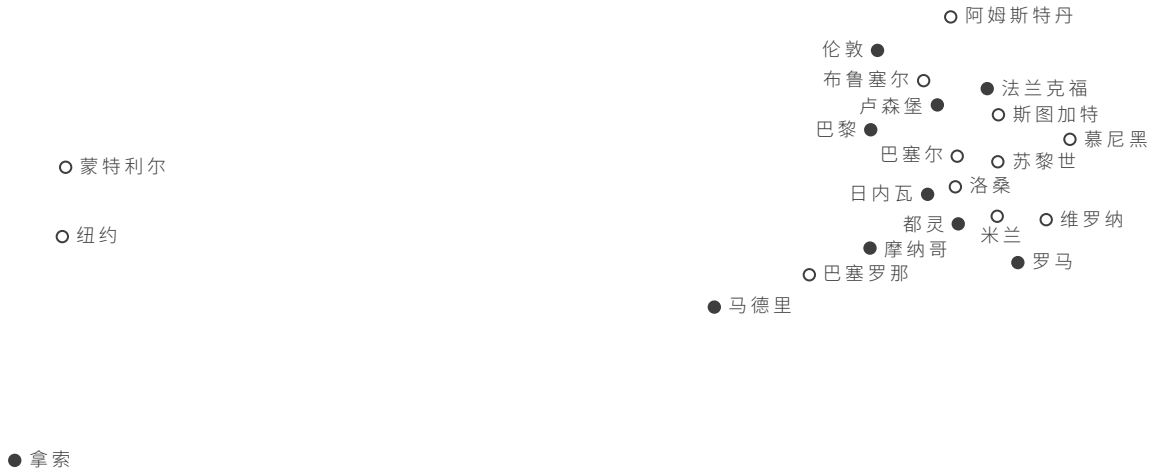 阿姆斯特丹
伦敦
布鲁塞尔
法兰克福
卢森堡
斯图加特
巴黎
慕尼黑
巴塞尔
苏黎世
蒙特利尔
洛桑
日内瓦
维罗纳
都灵
米兰
纽约
摩纳哥
罗马
巴塞罗那
马德里
拿索